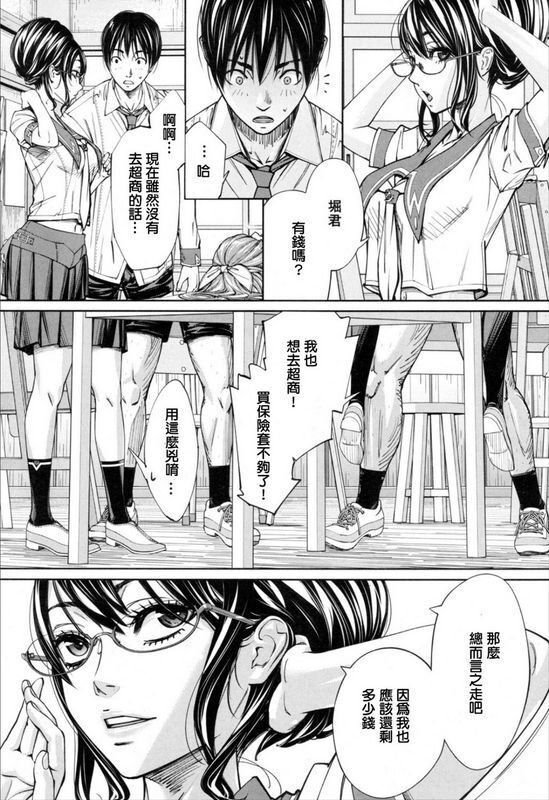 堀君
有錢嗎？
…哈
啊啊…
現在雖然沒有
去超商的話…
我也
想去超商！
買保險套不夠了！
用這麼兇唷…
那麼
總而言之走吧
因為我也
應該還剩
多少錢